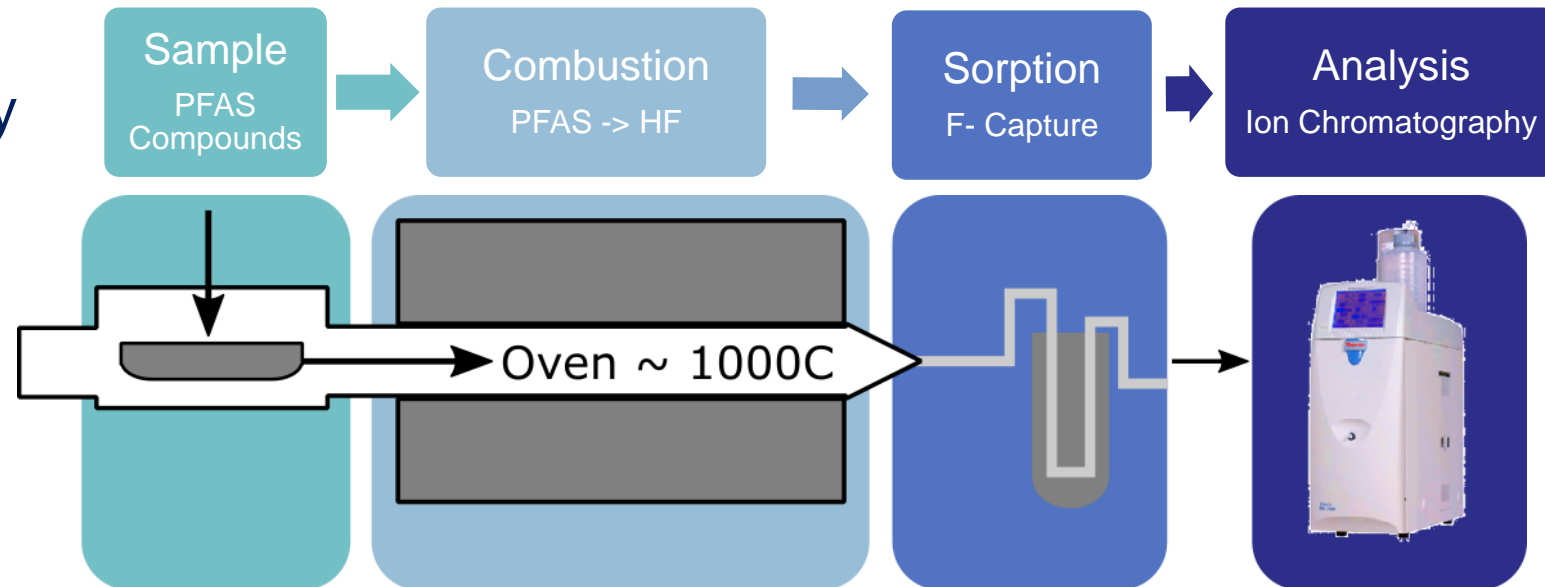 Sample
PFAS
Compounds
Combustion
PFAS -> HF
Sorption
F- Capture
Analysis
Ion Chromatography
y
Oven ~ 1000C